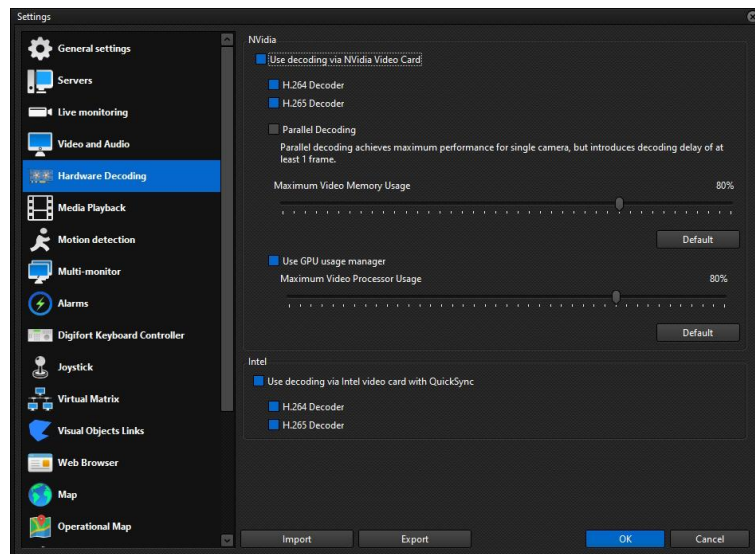 Settings
General settings
Servers
Live monitoring
Video and Audio
Hardware Decoding
Media Playback
Motion detection
Multi-monitor
Alarms
Digifort Keyboard Controller
Joystick
Virtual Matrix
Visual Objects Links
Web Browser
Map
Operational Map
NVidia
Use decoding via NVidia Video Card
H.264 Decoder
H.265 Decoder
Parallel Decoding
Parallel decoding achieves maximum performance for single camera, but introduces decoding delay of at
least 1 frame.
Maximum Video Memory Usage 80%
Default
Use GPU usage manager
Maximum Video Processor Usage 80%
Default
Intel
Use decoding via Intel video card with QuickSync
H.264 Decoder
H.265 Decoder
Import Export OK Cancel